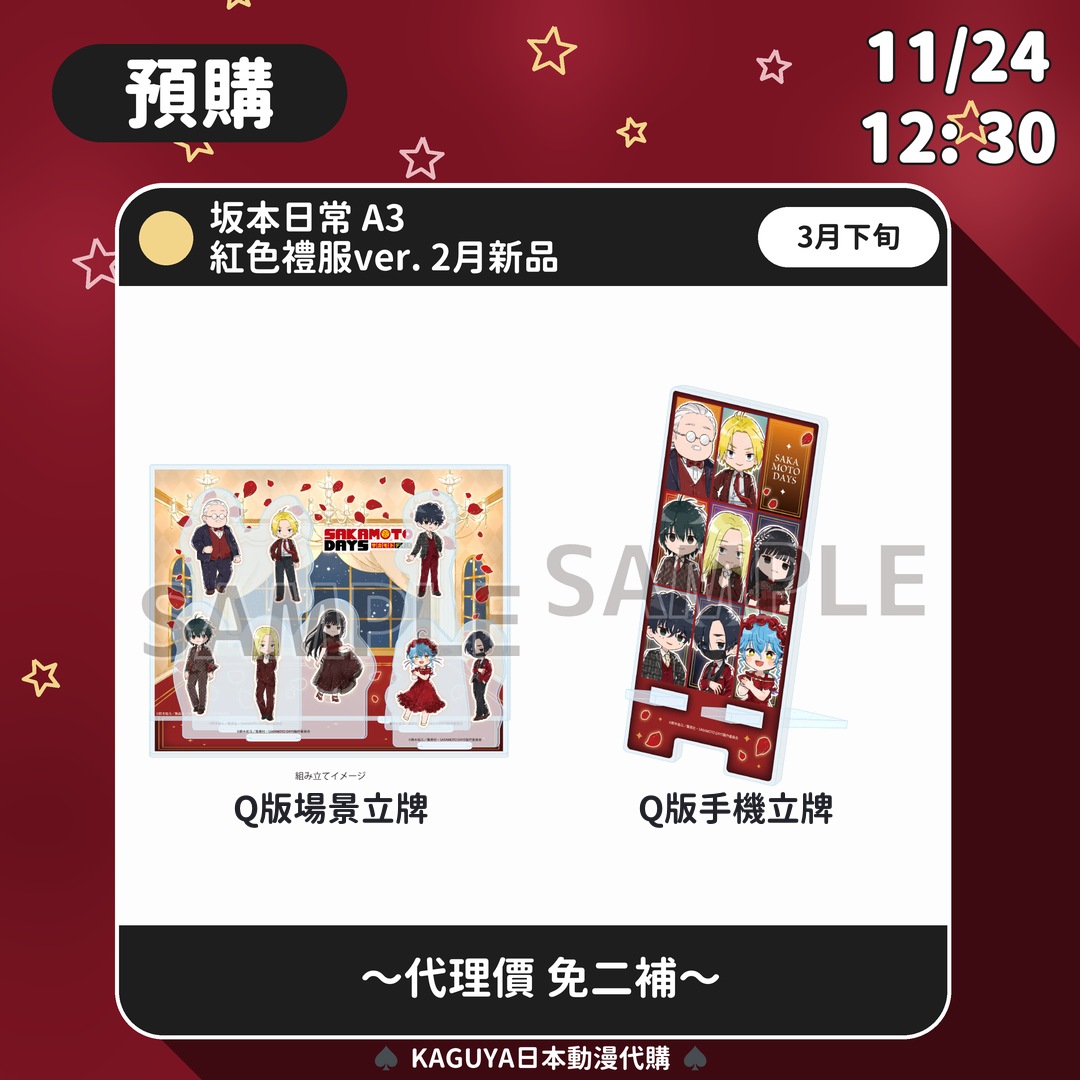 預購
11/24
12:30
坂本日常 A3
紅色禮服ver. 2月新品
3月下旬
SAKAMOTO
DAYS
SAKA
MOTO
DAYS
SAMPLE
SAMPLE
組み立てイメージ
Q版場景立牌
Q版手機立牌
～代理價 免二補～
KAGUYA日本動漫代購